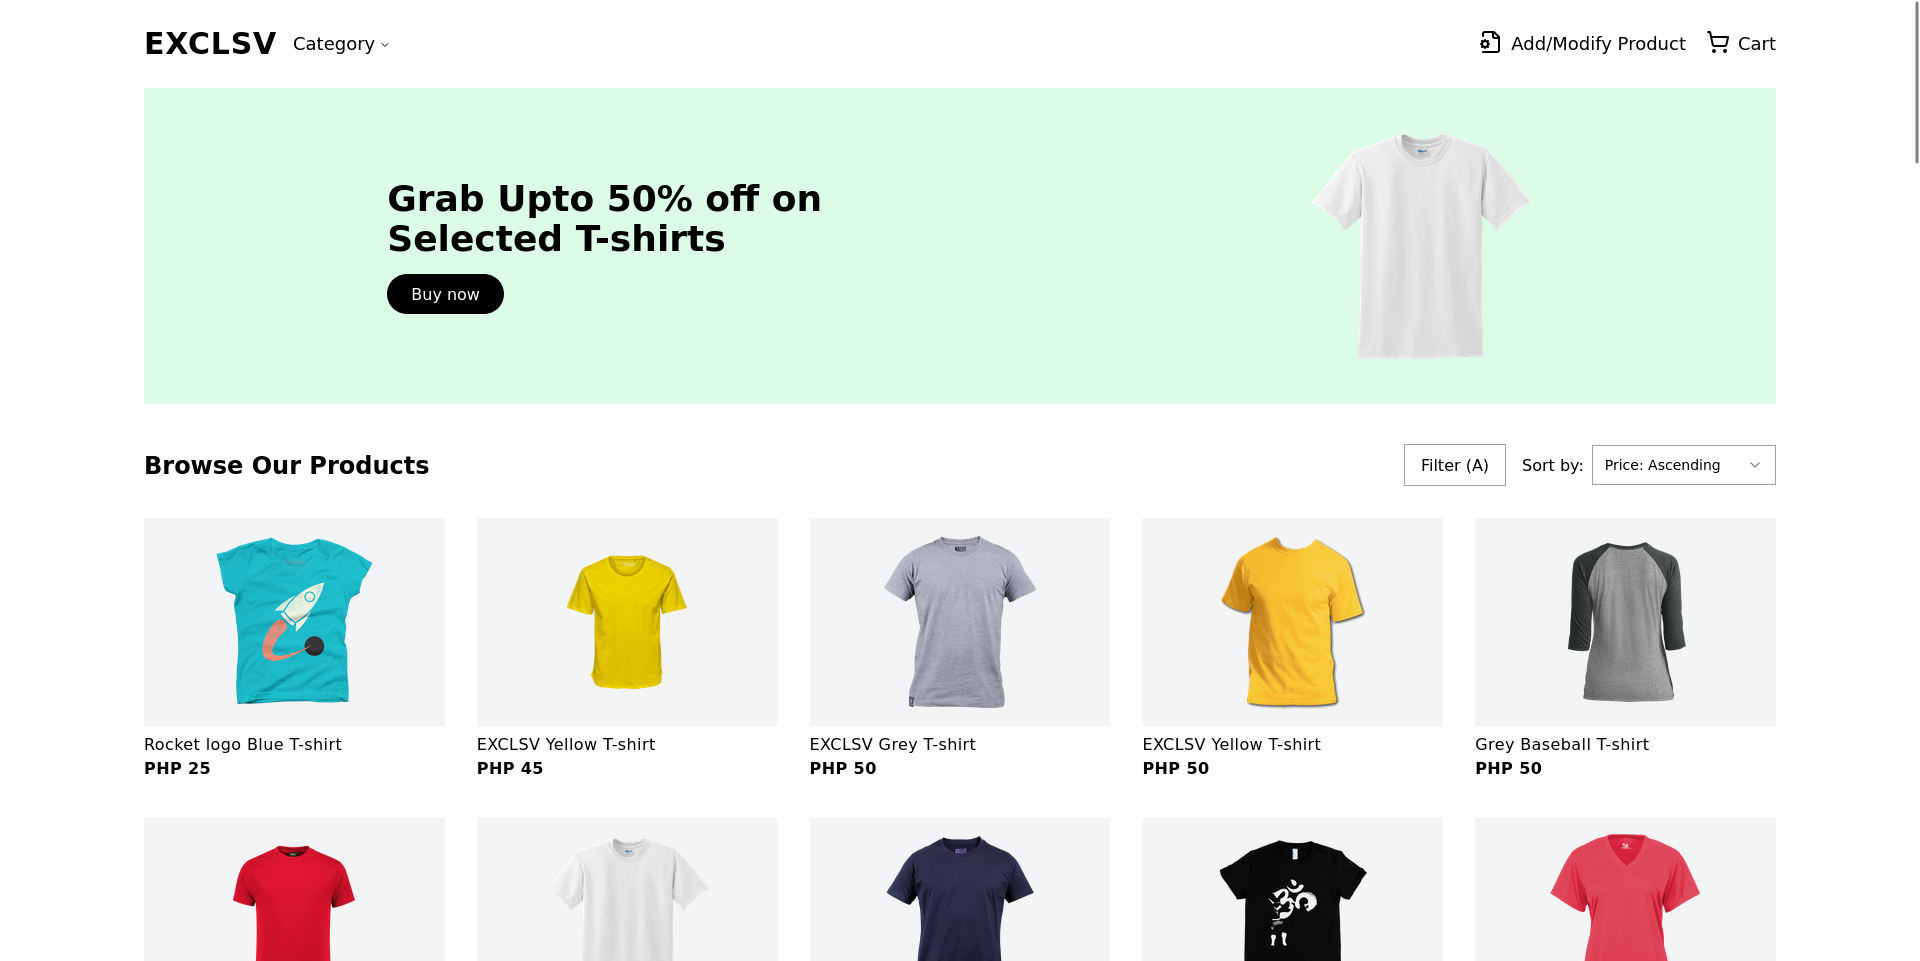 EXCLSV
Category
Add/Modify Product
Cart
Grab Upto 50% off on
Selected T-shirts
Buy now
Browse Our Products
Filter (A)
Sort by:
Price: Ascending
Rocket logo Blue T-shirt
PHP 25
EXCLSV Yellow T-shirt
PHP 45
EXCLSV Grey T-shirt
PHP 50
EXCLSV Yellow T-shirt
PHP 50
Grey Baseball T-shirt
PHP 50